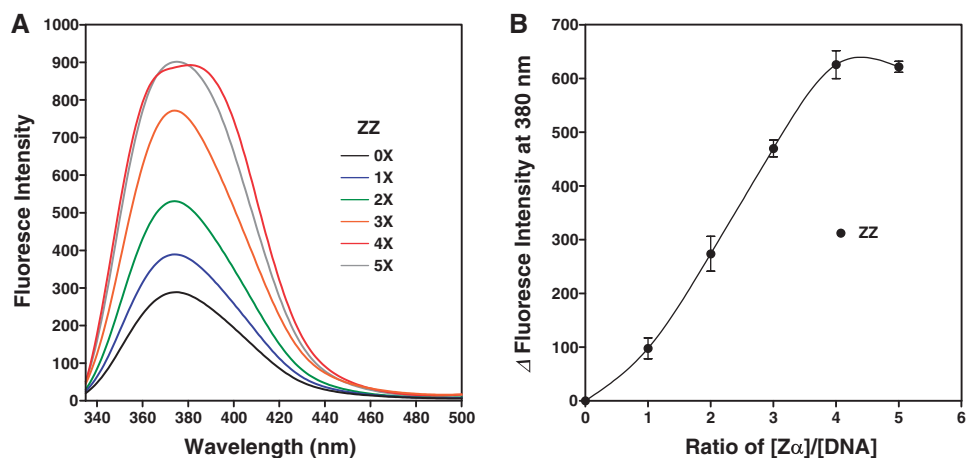 A
1000
900
800
700
600
500
400
300
200
100
0
Fluoresce Intensity
340 360 380 400 420 440 460 480 500
Wavelength (nm)
ZZ
0X
1X
2X
3X
4X
5X
B
700
600
500
400
300
200
100
0
Δ Fluoresce Intensity at 380 nm
0 1 2 3 4 5 6
Ratio of [Zα]/[DNA]
ZZ